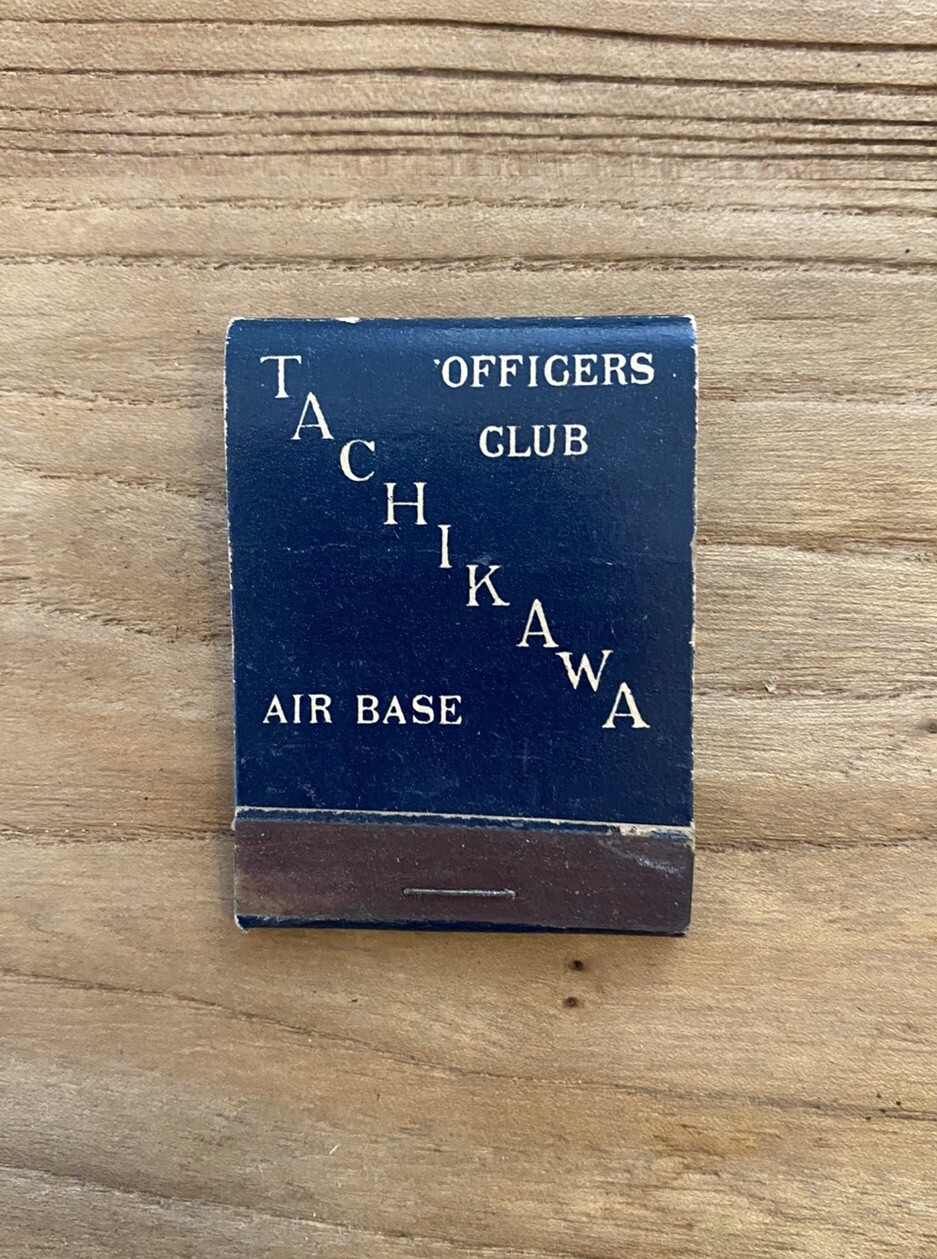 TACHIKAWA
OFFICERS
CLUB
AIR BASE